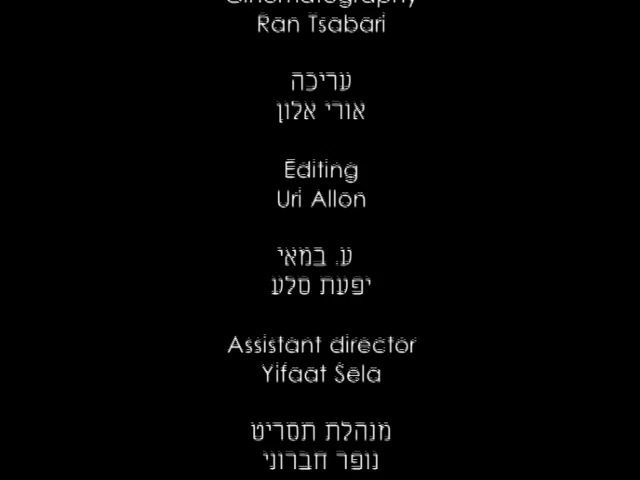 Cinematography
Ran Tsabari
עריכה
אורי אלון
Editing
Uri Allon
ע. במאי
יפעת סלע
Assistant director
Yifaat Sela
מנהלת תסריט
נופר חברוני